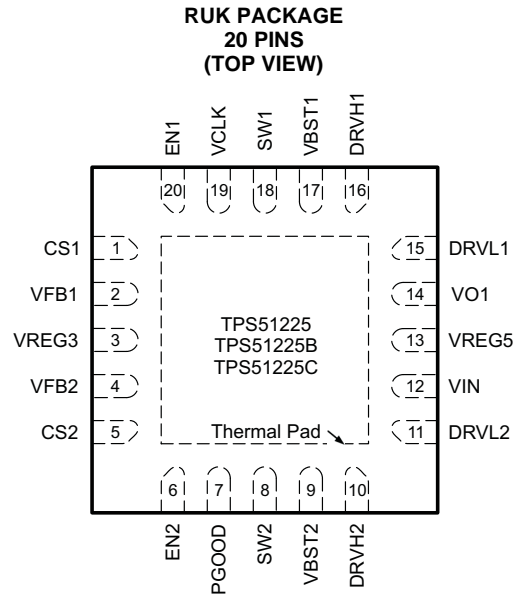 RUK PACKAGE
20 PINS
(TOP VIEW)
EN1
VCLK
SW1
VBST1
DRVH1
20
19
18
17
16
CS1 1
15 DRVL1
VFB1 2
14 VO1
VREG3 3
13 VREG5
VFB2 4
12 VIN
CS2 5
11 DRVL2
TPS51225
TPS51225B
TPS51225C
Thermal Pad
6
7
8
9
10
EN2
PGOOD
SW2
VBST2
DRVH2